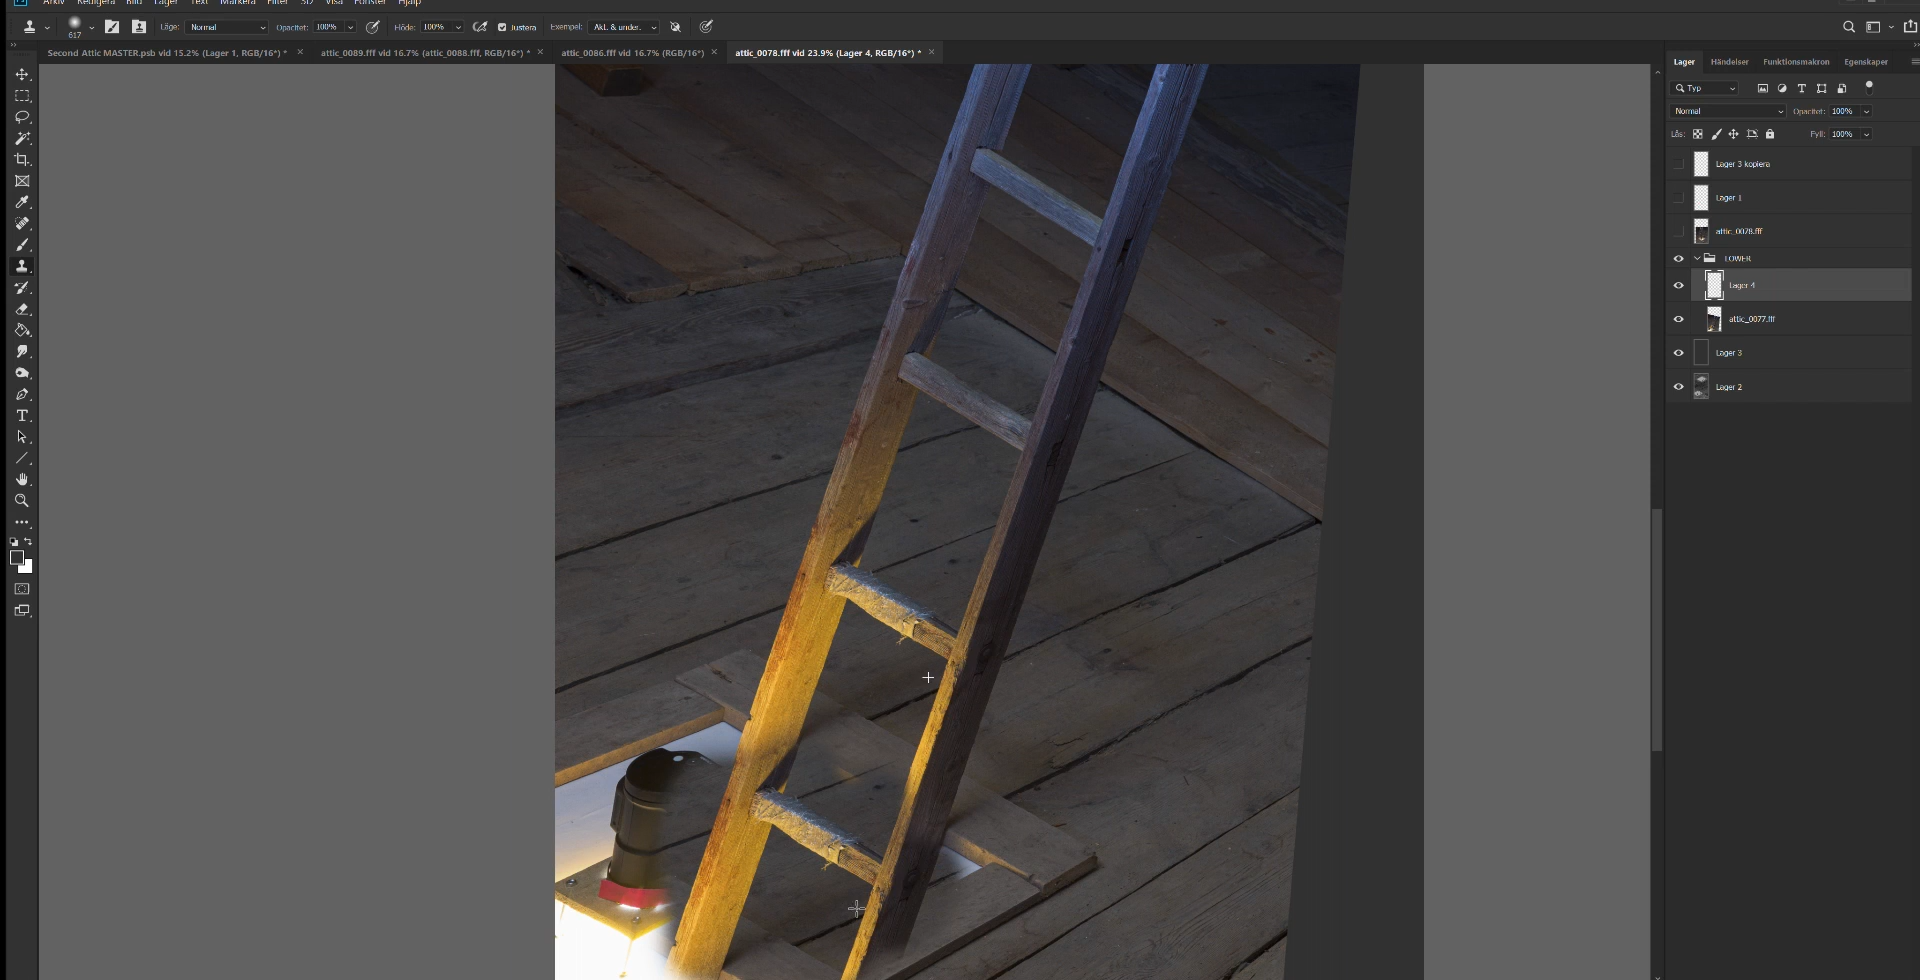 Arkiv Redigera Bild Lager Text Markera Filter 3D Visa Fönster Hjälp
617 Läge: Normal Opacitet: 100% Flöde: 100% Justera Exempel: Akt. & under.
Second Attic MASTER.psb vid 15.2% (Lager 1, RGB/16*) * × attic_0089.fff vid 16.7% (attic_0088.fff, RGB/16*) * × attic_0086.fff vid 16.7% (RGB/16*) × attic_0078.fff vid 23.9% (Lager 4, RGB/16*) * ×
Lager Händelser Funktionsmakron Egenskaper
Typ
Normal Opacitet: 100%
Lås: Fyll: 100%
Lager 3 kopiera
Lager 1
attic_0078.fff
LOWER
Lager 4
attic_0077.fff
Lager 3
Lager 2